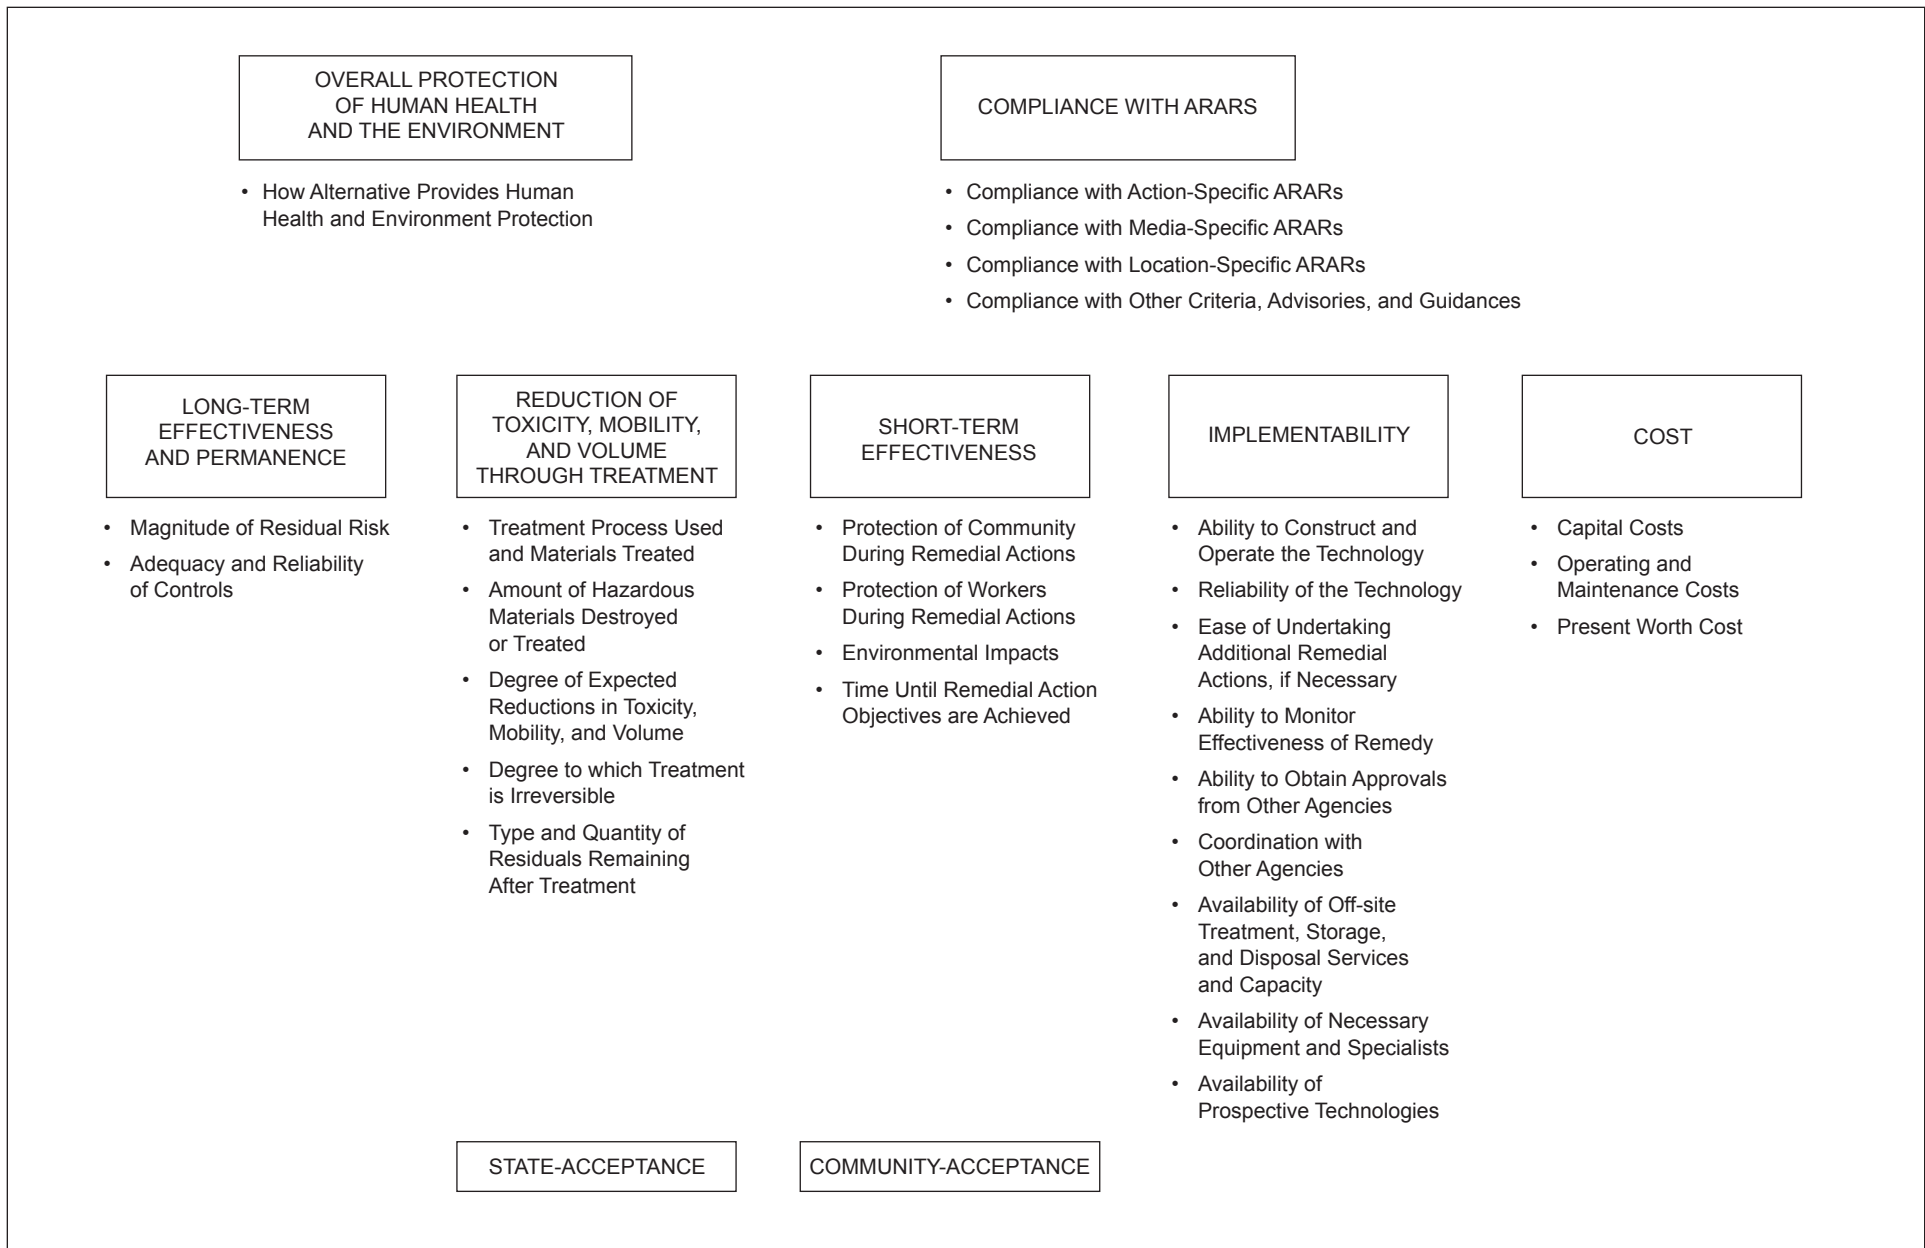 OVERALL PROTECTION
OF HUMAN HEALTH
AND THE ENVIRONMENT
• How Alternative Provides Human
Health and Environment Protection
COMPLIANCE WITH ARARS
• Compliance with Action-Specific ARARs
• Compliance with Media-Specific ARARs
• Compliance with Location-Specific ARARs
• Compliance with Other Criteria, Advisories, and Guidances
LONG-TERM
EFFECTIVENESS
AND PERMANENCE
• Magnitude of Residual Risk
• Adequacy and Reliability
of Controls
REDUCTION OF
TOXICITY, MOBILITY,
AND VOLUME
THROUGH TREATMENT
• Treatment Process Used
and Materials Treated
• Amount of Hazardous
Materials Destroyed
or Treated
• Degree of Expected
Reductions in Toxicity,
Mobility, and Volume
• Degree to which Treatment
is Irreversible
• Type and Quantity of
Residuals Remaining
After Treatment
SHORT-TERM
EFFECTIVENESS
• Protection of Community
During Remedial Actions
• Protection of Workers
During Remedial Actions
• Environmental Impacts
• Time Until Remedial Action
Objectives are Achieved
IMPLEMENTABILITY
• Ability to Construct and
Operate the Technology
• Reliability of the Technology
• Ease of Undertaking
Additional Remedial
Actions, if Necessary
• Ability to Monitor
Effectiveness of Remedy
• Ability to Obtain Approvals
from Other Agencies
• Coordination with
Other Agencies
• Availability of Off-site
Treatment, Storage,
and Disposal Services
and Capacity
• Availability of Necessary
Equipment and Specialists
• Availability of
Prospective Technologies
COST
• Capital Costs
• Operating and
Maintenance Costs
• Present Worth Cost
STATE-ACCEPTANCE
COMMUNITY-ACCEPTANCE